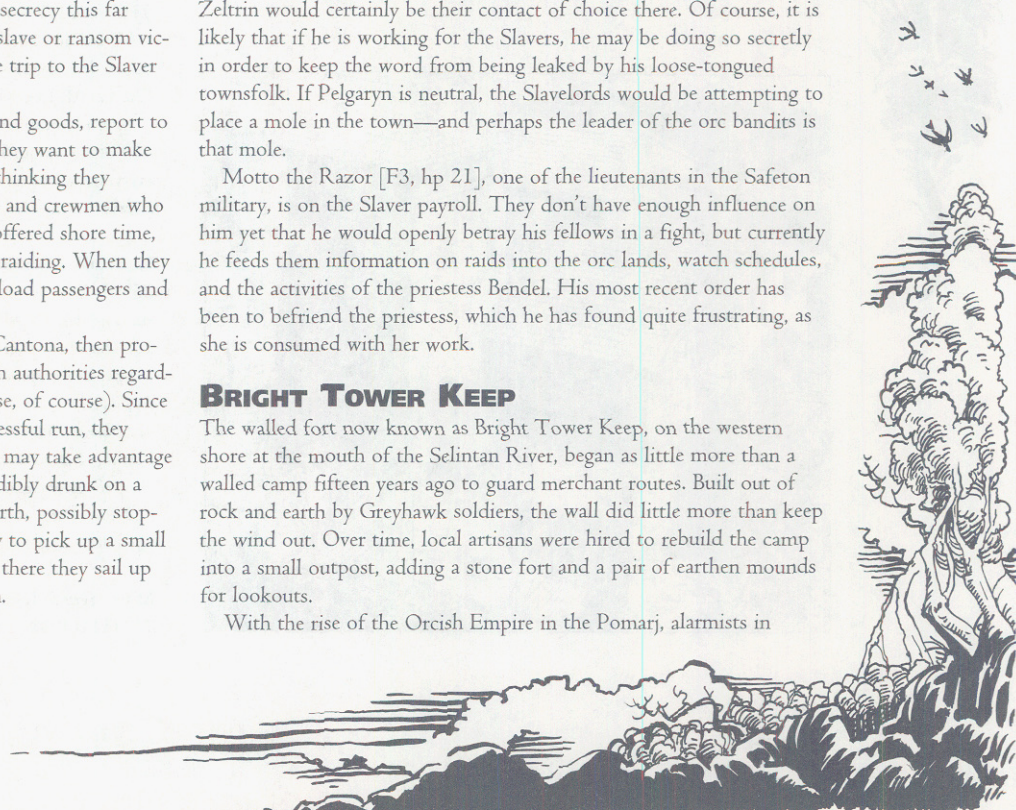 secrecy this far
slave or ransom vic-
trip to the Slaver
nd goods, report to
hey want to make
hinking they
and crewmen who
offered shore time,
raiding. When they
load passengers and
Cantona, then pro-
n authorities regard-
se, of course). Since
essful run, they
may take advantage
dibly drunk on a
rth, possibly stop-
to pick up a small
there they sail up
Zeltrin would certainly be their contact of choice there. Of course, it is
likely that if he is working for the Slavers, he may be doing so secretly
in order to keep the word from being leaked by his loose-tongued
townsfolk. If Pelgaryn is neutral, the Slavelords would be attempting to
place a mole in the town—and perhaps the leader of the orc bandits is
that mole.
Motto the Razor [F3, hp 21], one of the lieutenants in the Safeton
military, is on the Slaver payroll. They don't have enough influence on
him yet that he would openly betray his fellows in a fight, but currently
he feeds them information on raids into the orc lands, watch schedules,
and the activities of the priestess Bendel. His most recent order has
been to befriend the priestess, which he has found quite frustrating, as
she is consumed with her work.
BRIGHT TOWER KEEP
The walled fort now known as Bright Tower Keep, on the western
shore at the mouth of the Selintan River, began as little more than a
walled camp fifteen years ago to guard merchant routes. Built out of
rock and earth by Greyhawk soldiers, the wall did little more than keep
the wind out. Over time, local artisans were hired to rebuild the camp
into a small outpost, adding a stone fort and a pair of earthen mounds
for lookouts.
With the rise of the Orcish Empire in the Pomarj, alarmists in